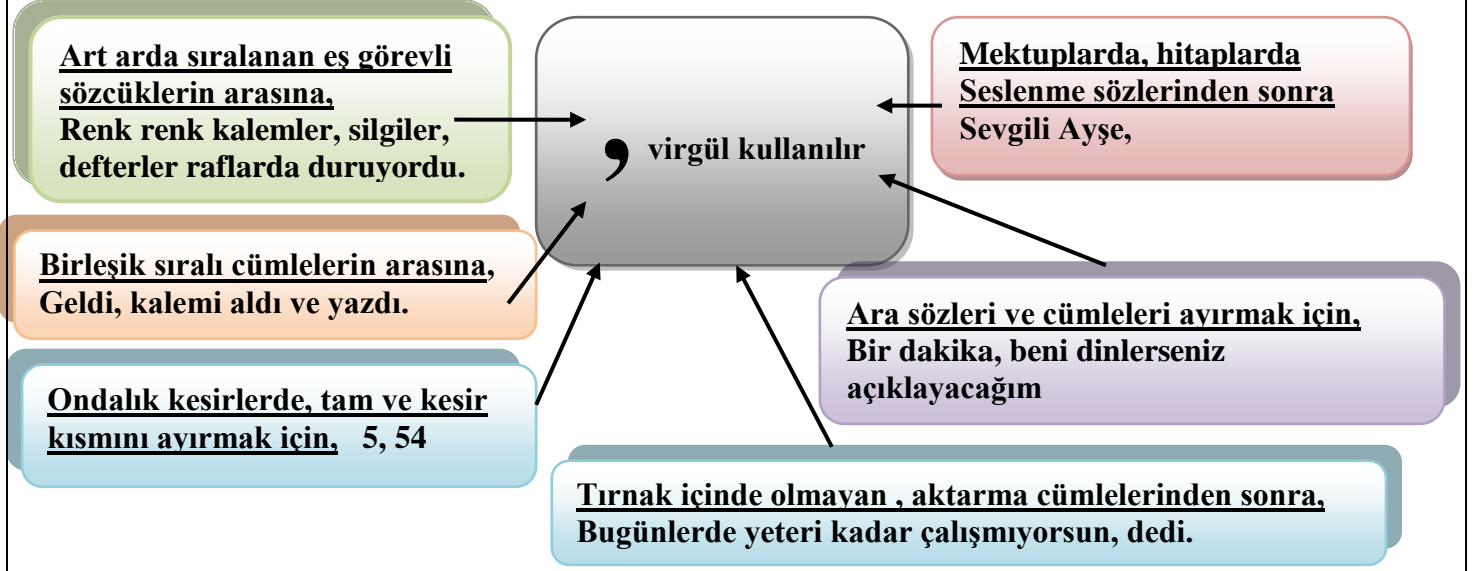 Art arda sıralanan eş görevli
sözcüklerin arasına,
Renk renk kalemler, silgiler,
defterler raflarda duruyordu.
, virgül kullanılır
Mektuplarda, hitaplarda
Seslenme sözlerinden sonra
Sevgili Ayşe,
Birleşik sıralı cümlelerin arasına,
Geldi, kalemi aldı ve yazdı.
Ara sözleri ve cümleleri ayırmak için,
Bir dakika, beni dinlerseniz
açıklayacağım
Ondalık kesirlerde, tam ve kesir
kısmını ayırmak için, 5, 54
Tırnak içinde olmayan , aktarma cümlelerinden sonra,
Bugünlerde yeteri kadar çalışmıyorsun, dedi.